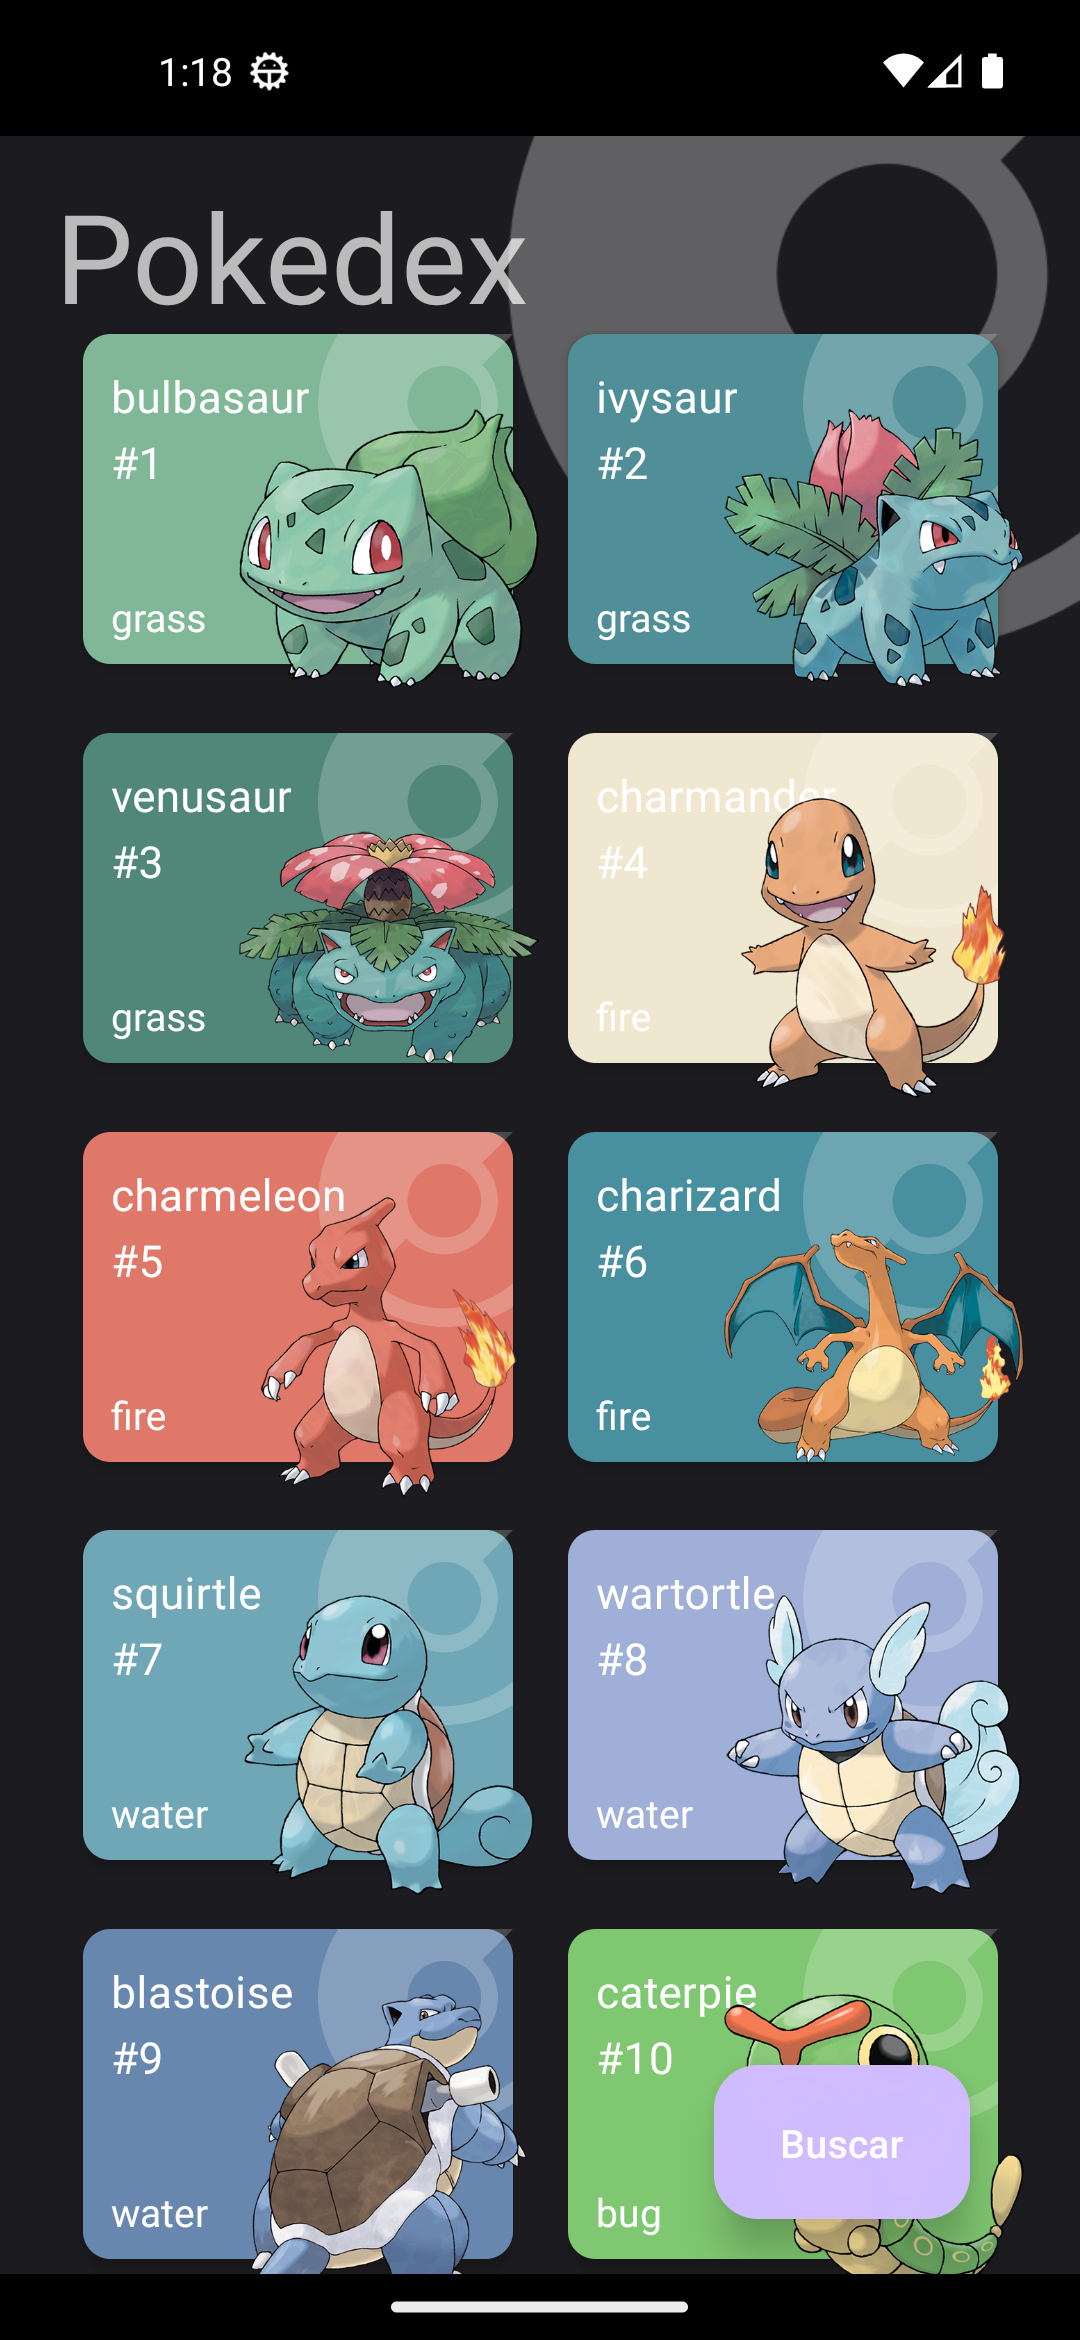 1:18
Pokedex
bulbasaur
#1
grass
ivysaur
#2
grass
venusaur
#3
grass
charmander
#4
fire
charmeleon
#5
fire
charizard
#6
fire
squirtle
#7
water
wartortle
#8
water
blastoise
#9
water
caterpie
#10
bug
Buscar